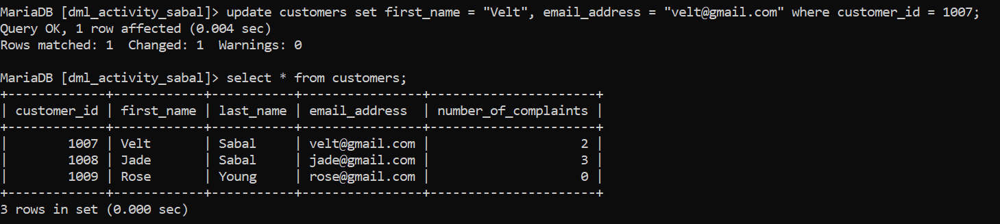 MariaDB [dml_activity_sabal]> update customers set first_name = "Velt", email_address = "velt@gmail.com" where customer_id = 1007;
Query OK, 1 row affected (0.004 sec)
Rows matched: 1  Changed: 1  Warnings: 0

MariaDB [dml_activity_sabal]> select * from customers;
+-------------+------------+-----------+----------------+----------------------+
| customer_id | first_name | last_name | email_address  | number_of_complaints |
+-------------+------------+-----------+----------------+----------------------+
|        1007 | Velt       | Sabal     | velt@gmail.com |                    2 |
|        1008 | Jade       | Sabal     | jade@gmail.com |                    3 |
|        1009 | Rose       | Young     | rose@gmail.com |                    0 |
+-------------+------------+-----------+----------------+----------------------+
3 rows in set (0.000 sec)